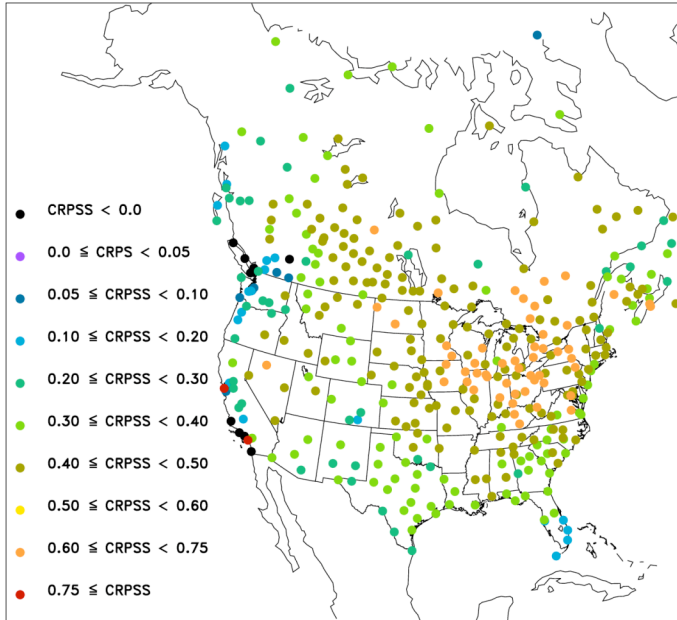 CRPSS < 0.0
0.0 ≦ CRPS < 0.05
0.05 ≦ CRPSS < 0.10
0.10 ≦ CRPSS < 0.20
0.20 ≦ CRPSS < 0.30
0.30 ≦ CRPSS < 0.40
0.40 ≦ CRPSS < 0.50
0.50 ≦ CRPSS < 0.60
0.60 ≦ CRPSS < 0.75
0.75 ≦ CRPSS